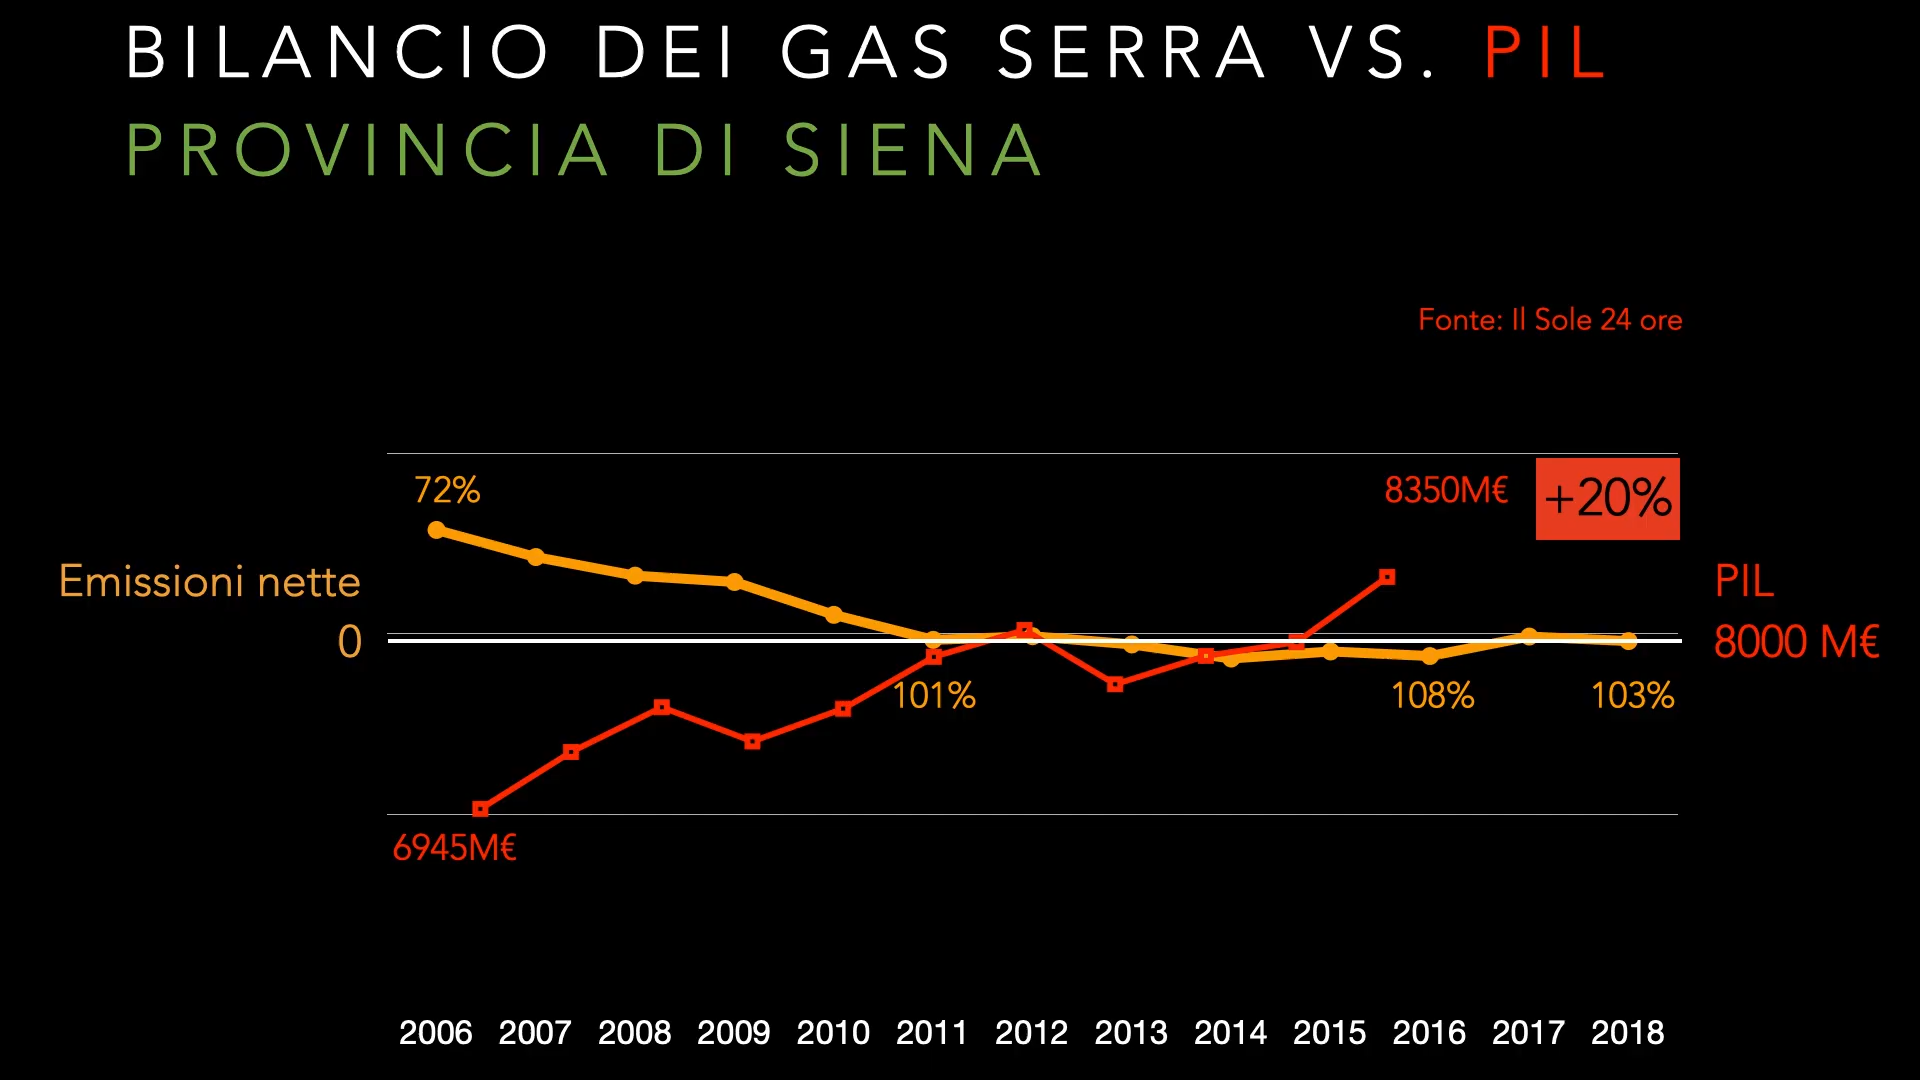 BILANCIO DEI GAS SERRA VS. PIL
PROVINCIA DI SIENA
Fonte: Il Sole 24 ore
72%
8350M€
+20%
Emissioni nette
PIL
0
8000 M€
101%
108%
103%
6945M€
2006 2007 2008 2009 2010 2011 2012 2013 2014 2015 2016 2017 2018